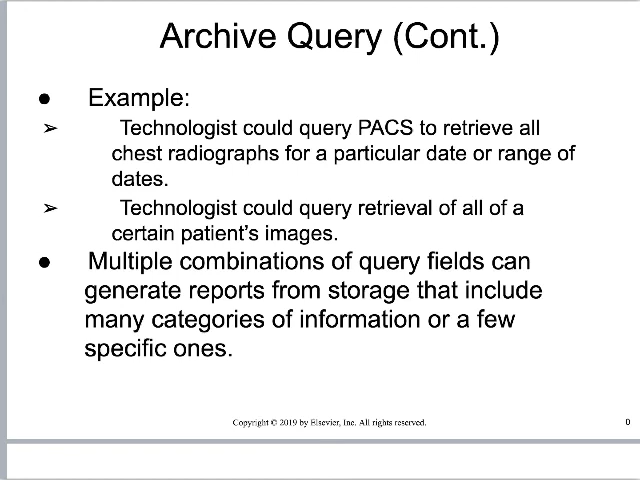 Archive Query (Cont.)
● Example:
➢ Technologist could query PACS to retrieve all
chest radiographs for a particular date or range of
dates.
➢ Technologist could query retrieval of all of a
certain patient's images.
● Multiple combinations of query fields can
generate reports from storage that include
many categories of information or a few
specific ones.
Copyright © 2019 by Elsevier, Inc. All rights reserved.
0